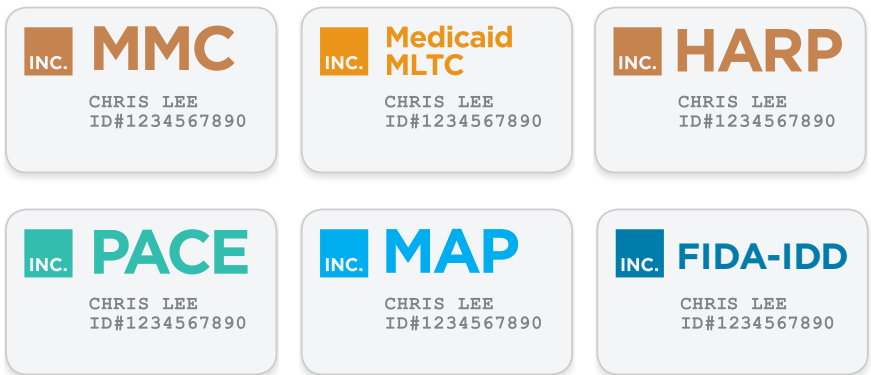 INC. MMC
CHRIS LEE
ID#1234567890
INC. Medicaid
MLTC
CHRIS LEE
ID#1234567890
INC. HARP
CHRIS LEE
ID#1234567890
INC. PACE
CHRIS LEE
ID#1234567890
INC. MAP
CHRIS LEE
ID#1234567890
INC. FIDA-IDD
CHRIS LEE
ID#1234567890